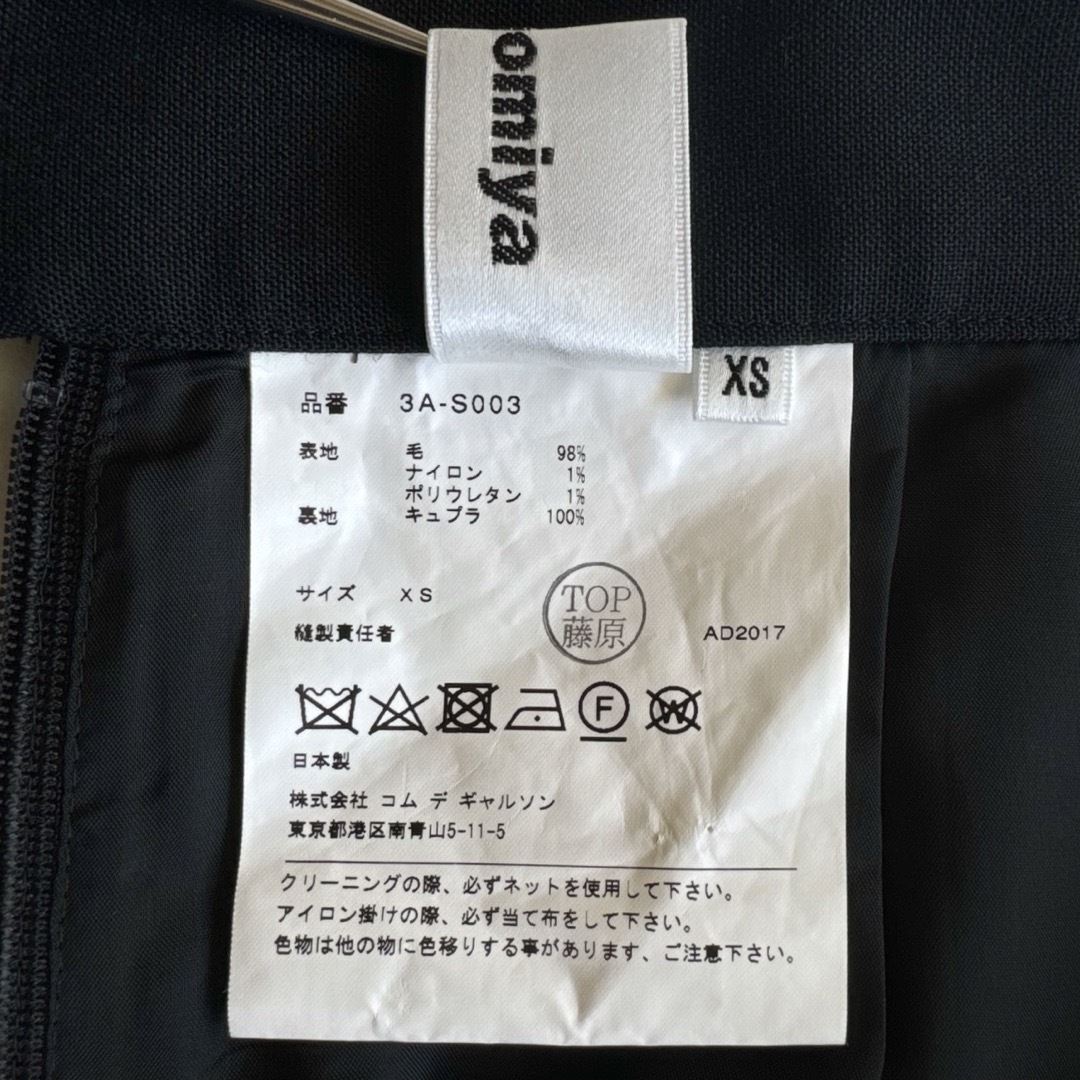 omiya
XS
品番 3A-S003
表地 毛 98%
ナイロン 1%
ポリウレタン 1%
裏地 キュプラ 100%
サイズ XS
TOP
藤原
縫製責任者 AD2017
F
W
日本製
株式会社 コム デ ギャルソン
東京都港区南青山5-11-5
クリーニングの際、必ずネットを使用して下さい。
アイロン掛けの際、必ず当て布をして下さい。
色物は他の物に色移りする事があります、ご注意下さい。